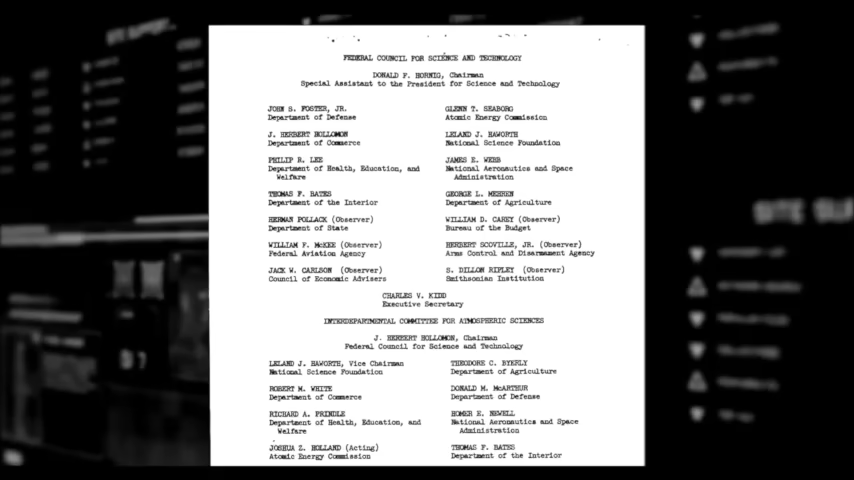 FEDERAL COUNCIL FOR SCIENCE AND TECHNOLOGY
DONALD F. HORNIG, Chairman
Special Assistant to the President for Science and Technology
JOHN S. FOSTER, JR.
Department of Defense
GLENN T. SEABORG
Atomic Energy Commission
J. HERBERT HOLLOMON
Department of Commerce
LELAND J. HAWORTH
National Science Foundation
PHILIP R. LEE
Department of Health, Education, and
Welfare
JAMES E. WEBB
National Aeronautics and Space
Administration
THOMAS F. BATES
Department of the Interior
GEORGE L. MEHREN
Department of Agriculture
HERMAN POLLACK (Observer)
Department of State
WILLIAM D. CAREY (Observer)
Bureau of the Budget
WILLIAM F. McKEE (Observer)
Federal Aviation Agency
HERBERT SCOVILLE, JR. (Observer)
Arms Control and Disarmament Agency
JACK W. CARLSON (Observer)
Council of Economic Advisers
S. DILLON RIPLEY (Observer)
Smithsonian Institution
CHARLES V. KIDD
Executive Secretary
INTERDEPARTMENTAL COMMITTEE FOR ATMOSPHERIC SCIENCES
J. HERBERT HOLLOMON, Chairman
Federal Council for Science and Technology
LELAND J. HAWORTH, Vice Chairman
National Science Foundation
THEODORE C. BYERLY
Department of Agriculture
ROBERT M. WHITE
Department of Commerce
DONALD M. McARTHUR
Department of Defense
RICHARD A. PRINDLE
Department of Health, Education, and
Welfare
HOMER E. NEWELL
National Aeronautics and Space
Administration
JOSHUA Z. HOLLAND (Acting)
Atomic Energy Commission
THOMAS F. BATES
Department of the Interior